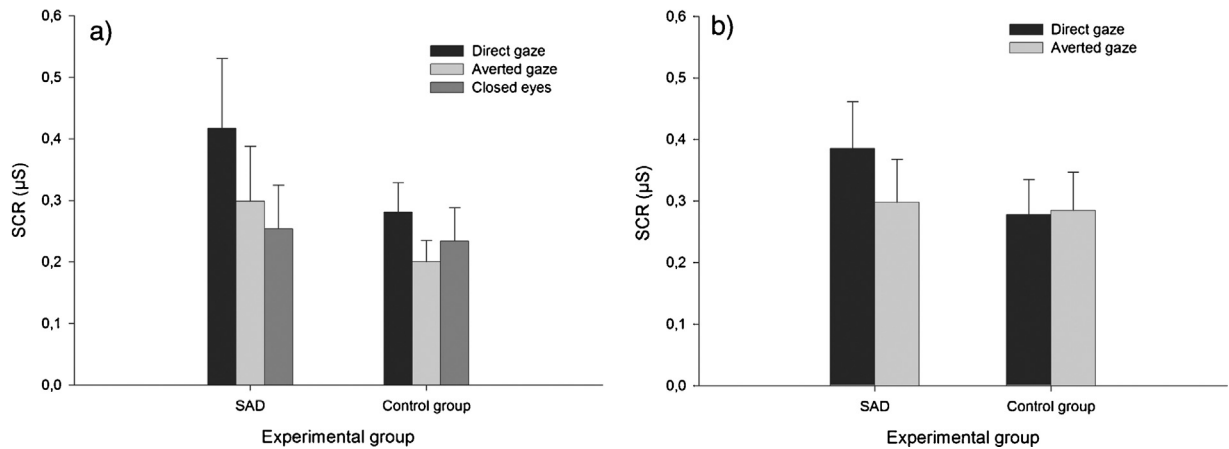 a)
Direct gaze
Averted gaze
Closed eyes
0,6
0,5
0,4
0,3
0,2
0,1
0,0
SCR (µS)
SAD
Control group
Experimental group
b)
Direct gaze
Averted gaze
0,6
0,5
0,4
0,3
0,2
0,1
0,0
SCR (µS)
SAD
Control group
Experimental group